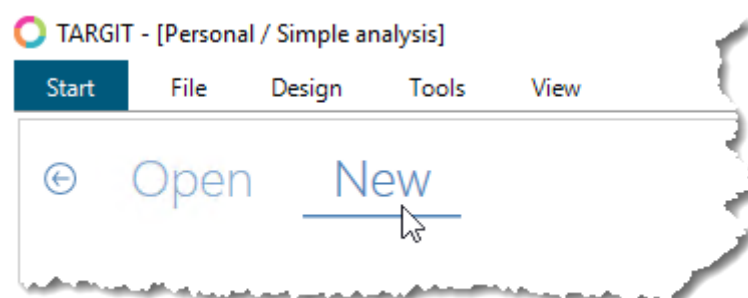 TARGIT - [Personal / Simple analysis]
Start File Design Tools View
Open New